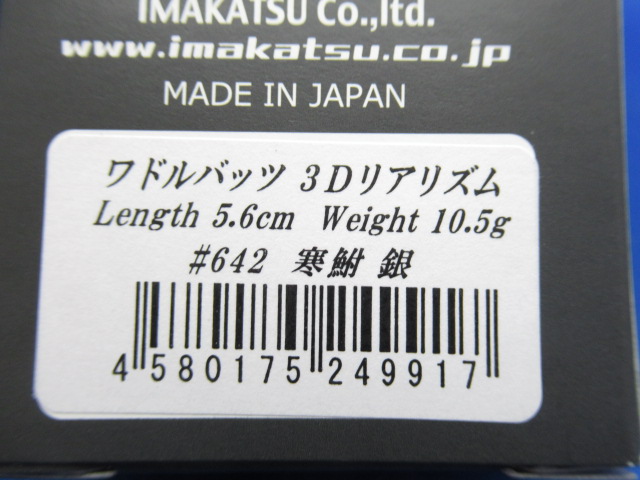 IMAKATSU Co.,ltd.
www.imakatsu.co.jp
MADE IN JAPAN
ワドルバッツ 3Dリアリズム
Length 5.6cm Weight 10.5g
#642 寒鮒 銀
4 580175 249917